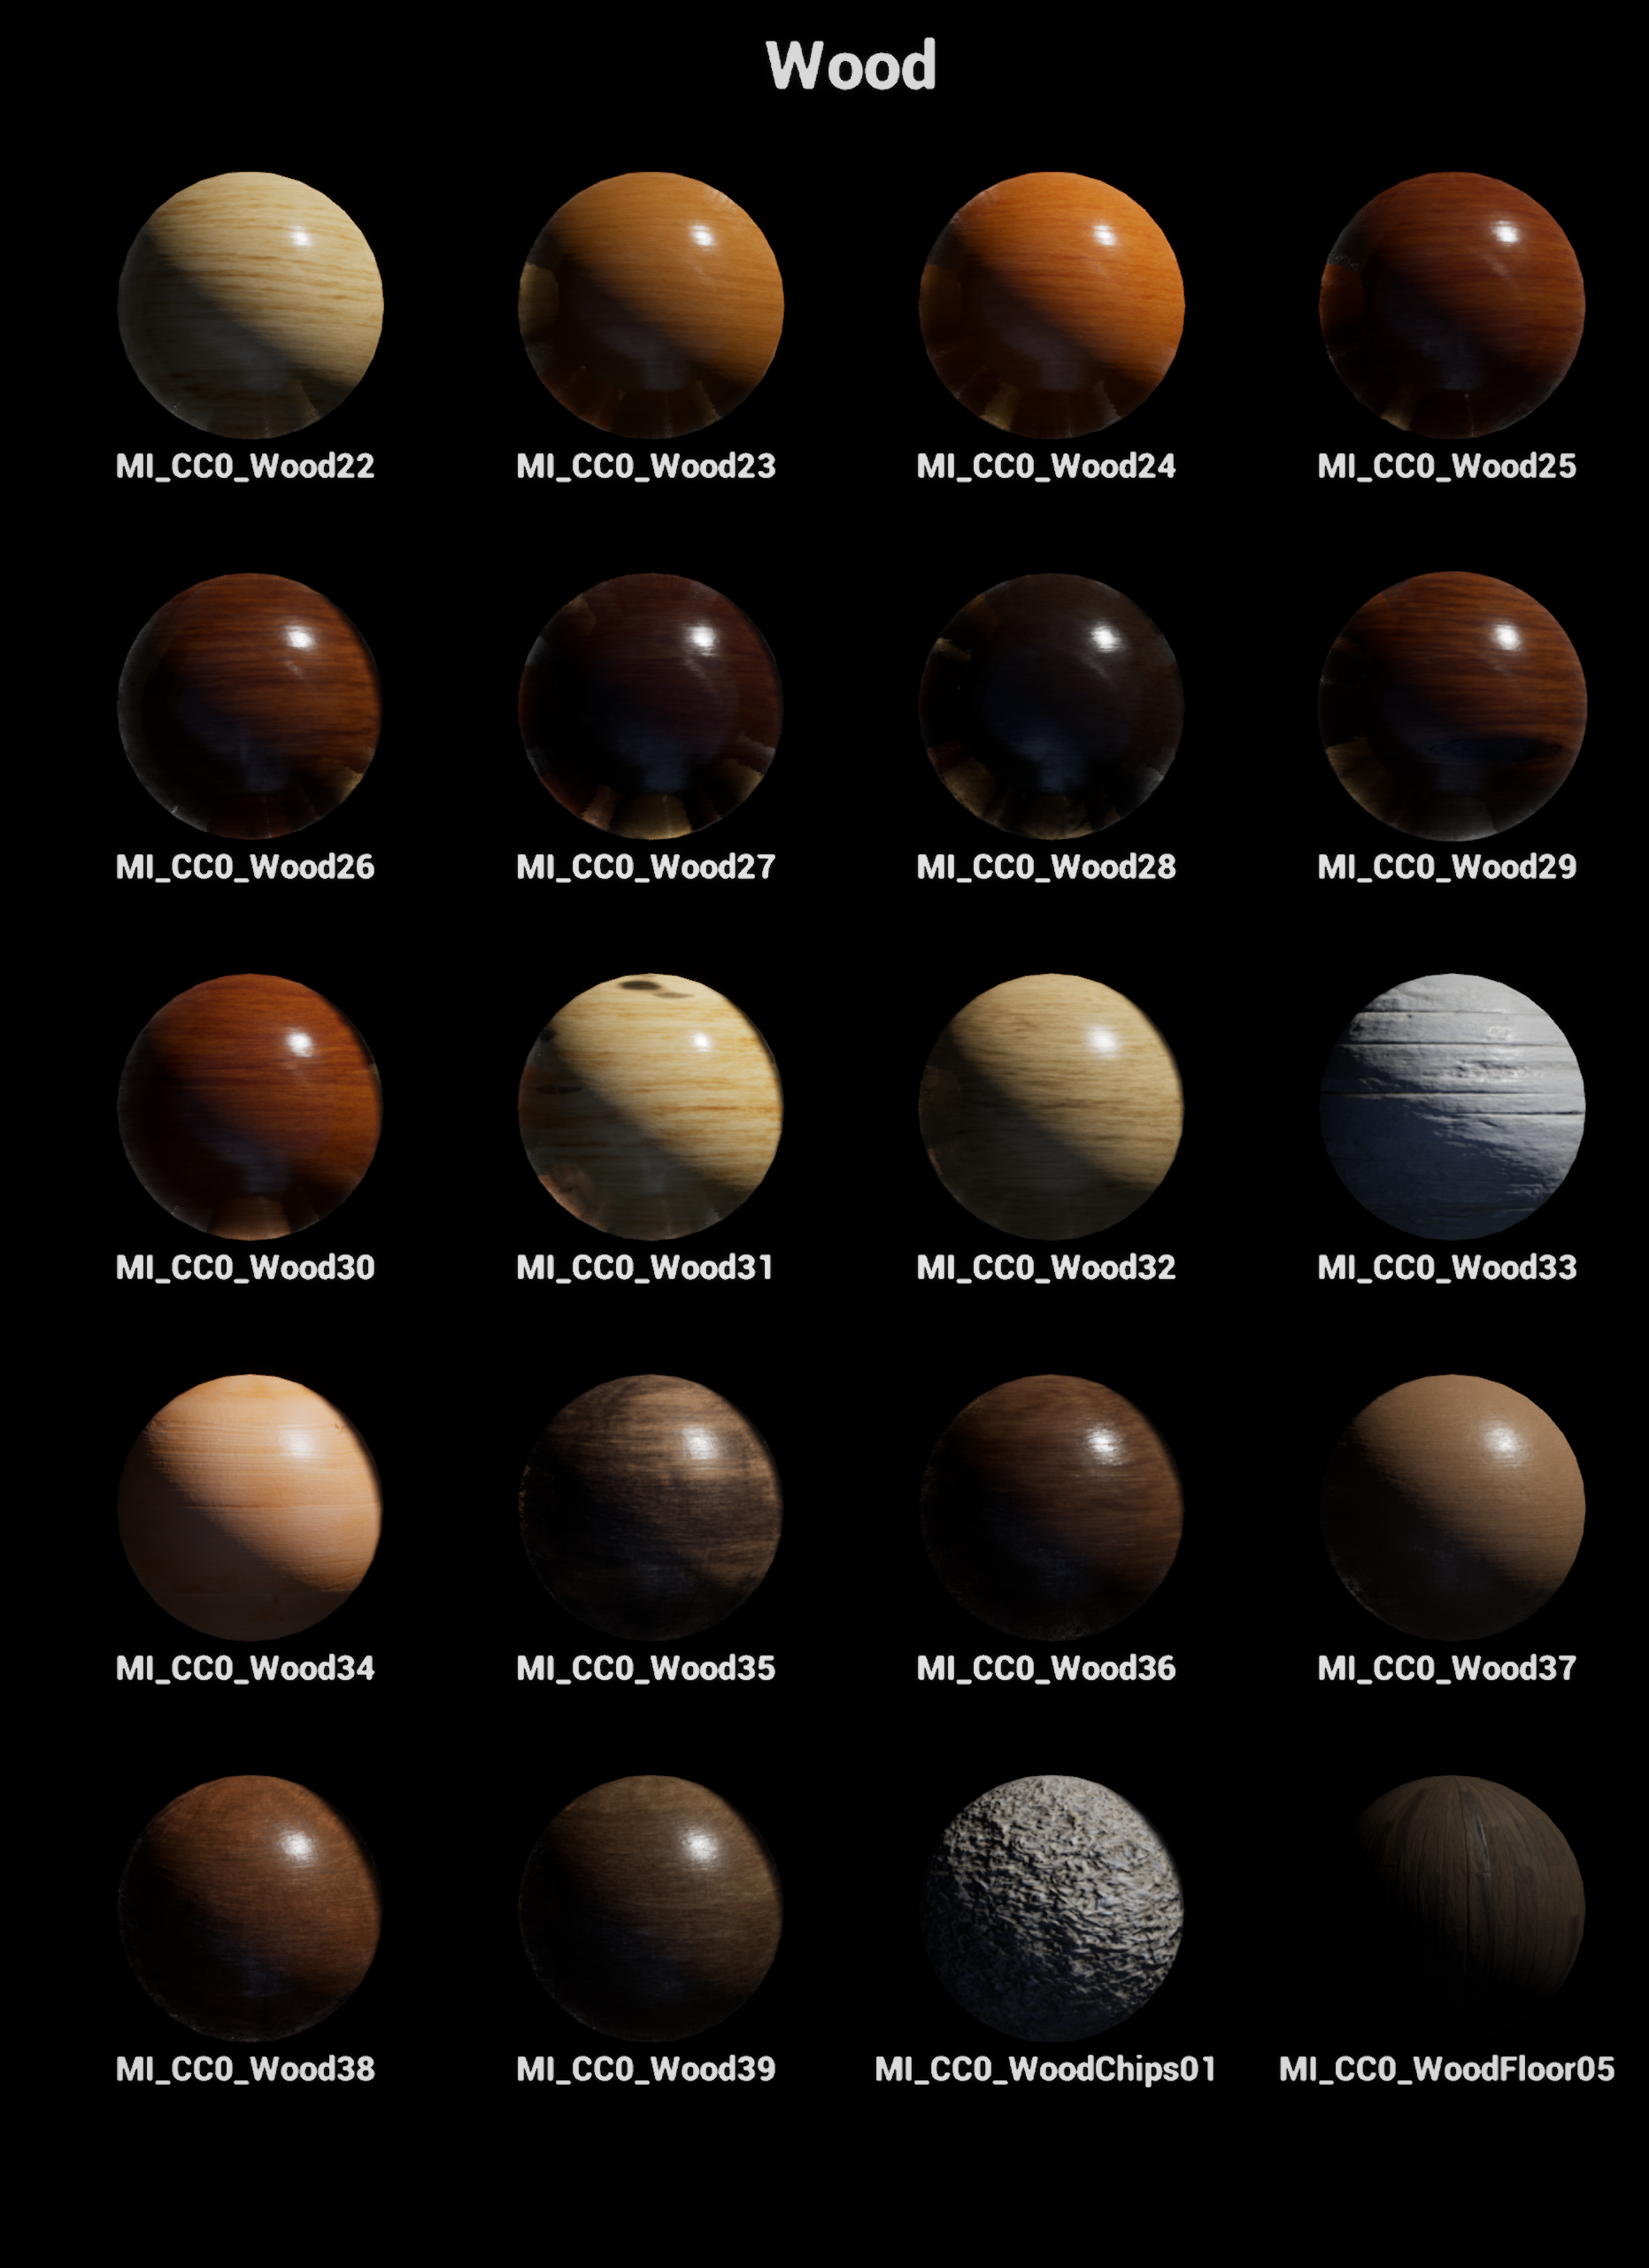 Wood
MI_CC0_Wood22
MI_CC0_Wood23
MI_CC0_Wood24
MI_CC0_Wood25
MI_CC0_Wood26
MI_CC0_Wood27
MI_CC0_Wood28
MI_CC0_Wood29
MI_CC0_Wood30
MI_CC0_Wood31
MI_CC0_Wood32
MI_CC0_Wood33
MI_CC0_Wood34
MI_CC0_Wood35
MI_CC0_Wood36
MI_CC0_Wood37
MI_CC0_Wood38
MI_CC0_Wood39
MI_CC0_WoodChips01
MI_CC0_WoodFloor05